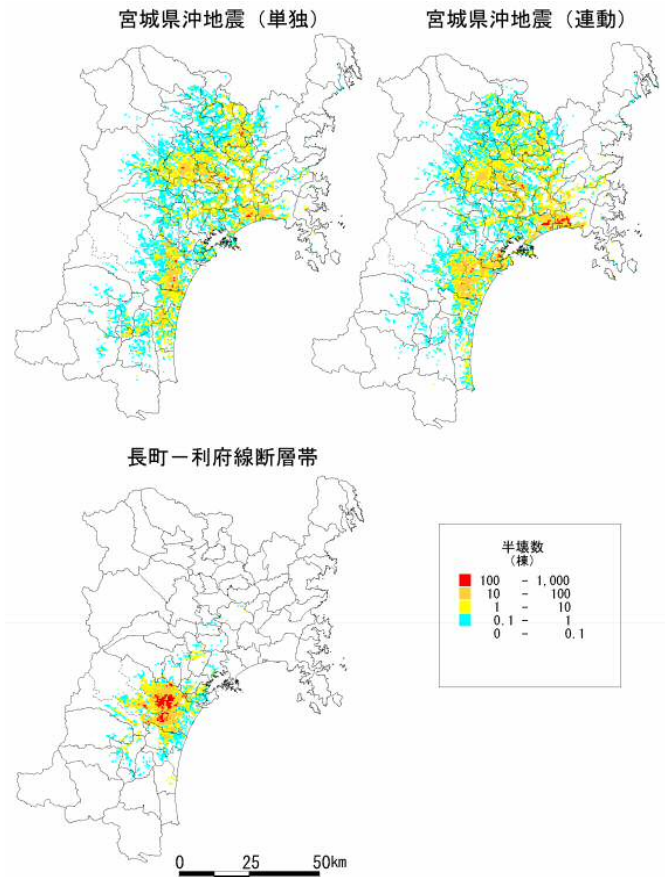 宮城県沖地震（単独）
宮城県沖地震（連動）
長町－利府線断層帯
半壊数
（棟）
100 - 1,000
10 - 100
1 - 10
0.1 - 1
0 - 0.1
0 25 50km